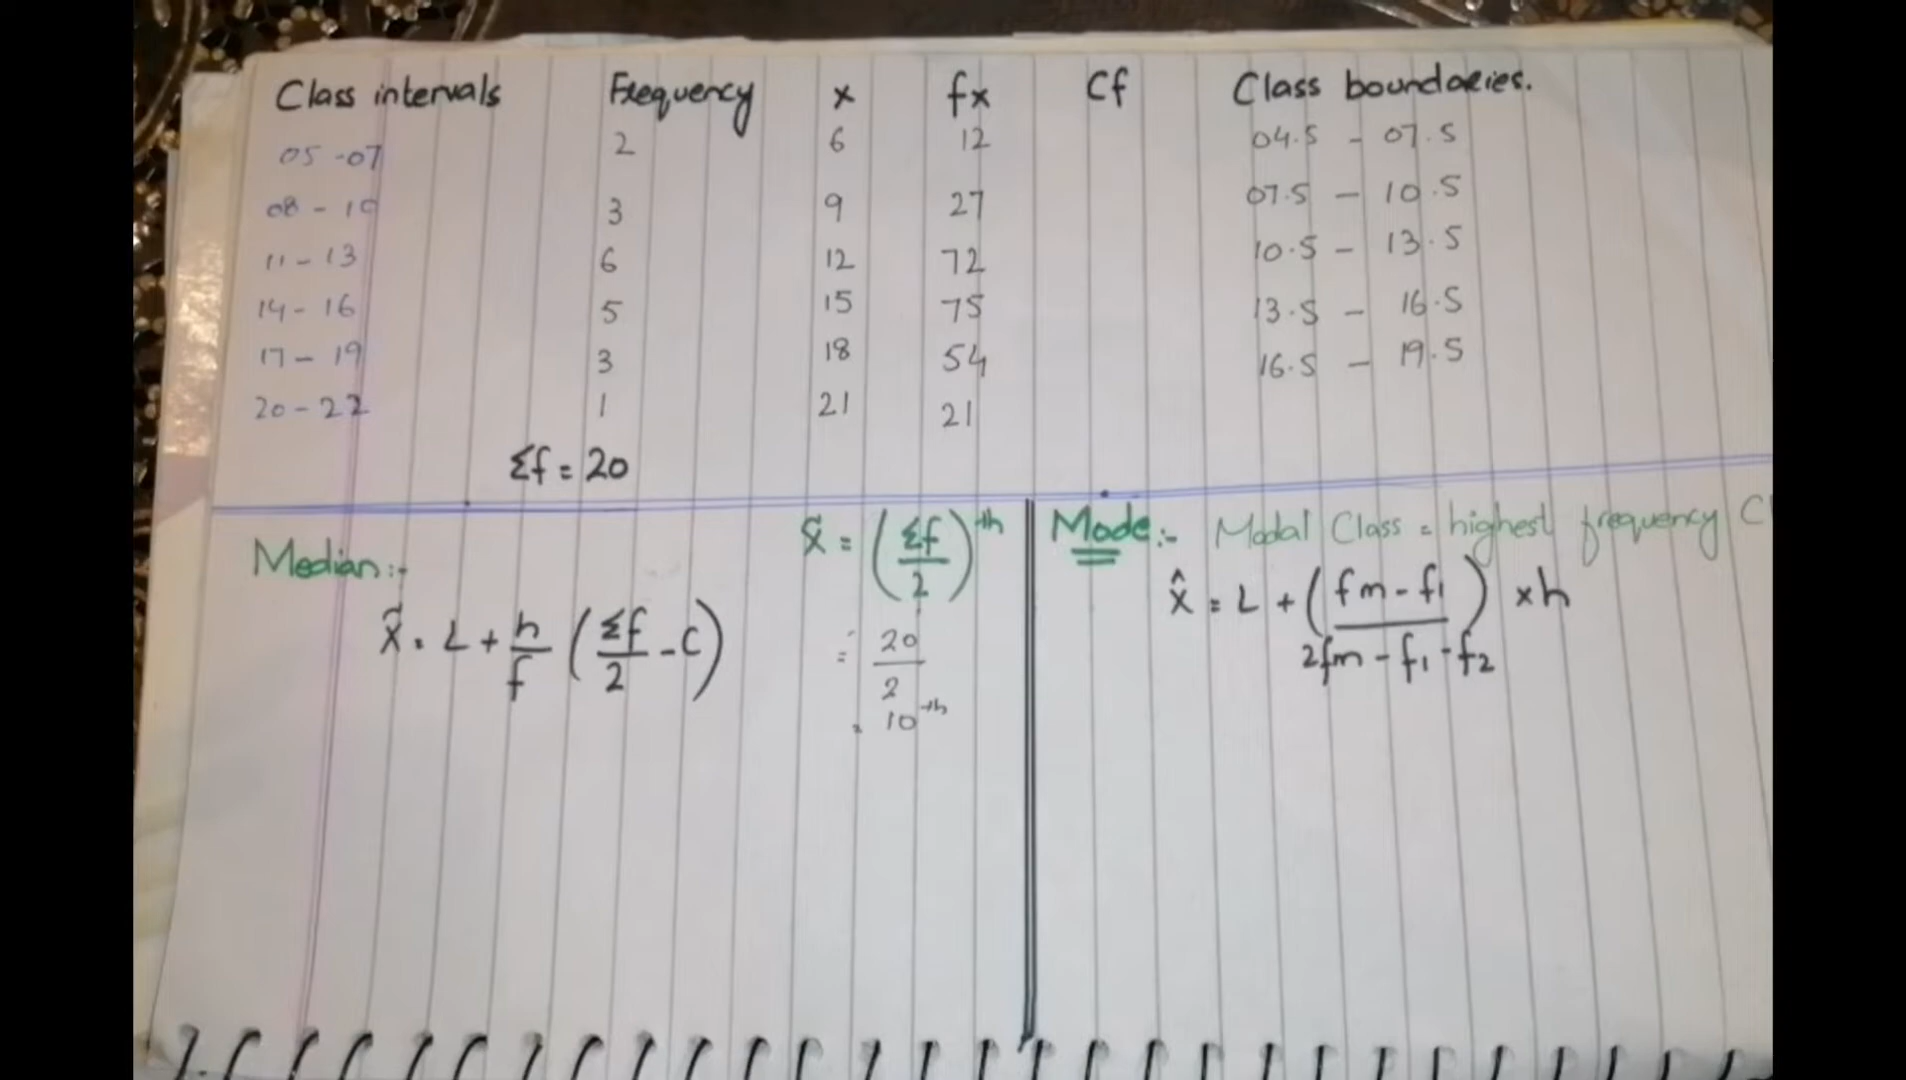 Class intervals Frequency x fx Cf Class boundaries.
05 - 07 2 6 12 04.5 - 07.5
08 - 10 3 9 27 07.5 - 10.5
11 - 13 6 12 72 10.5 - 13.5
14 - 16 5 15 75 13.5 - 16.5
17 - 19 3 18 54 16.5 - 19.5
20 - 22 1 21 21
Σf = 20
Median:-
x̃ = L + h/f (Σf/2 - C)
x̃ = (Σf/2)th
= 20/2
= 10th
Mode:- Modal Class = highest frequency C
x̂ = L + (fm - f1 / 2fm - f1 - f2) × h